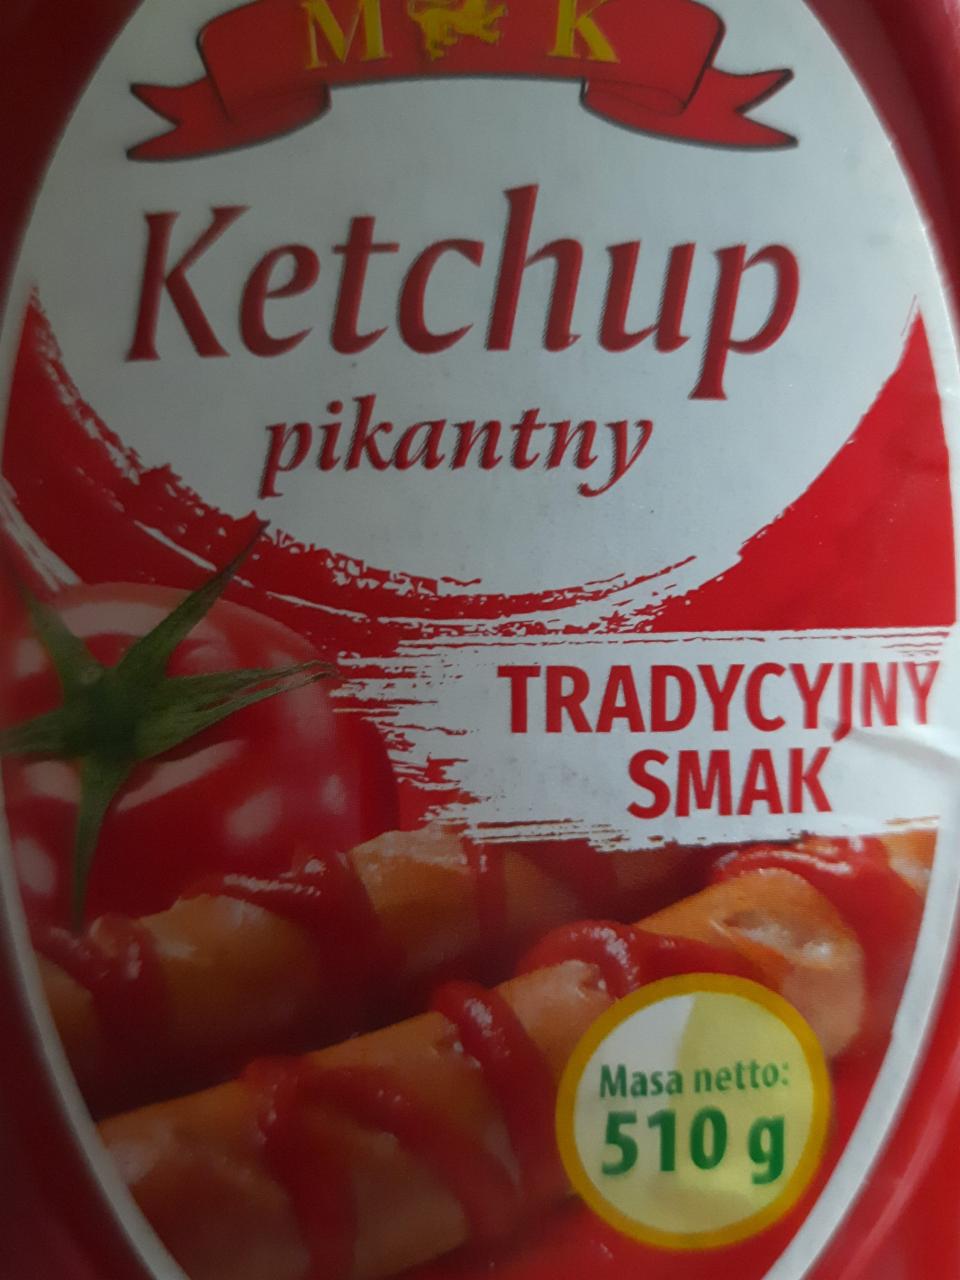 M K
Ketchup
pikantny
TRADYCYJNY
SMAK
Masa netto:
510 g